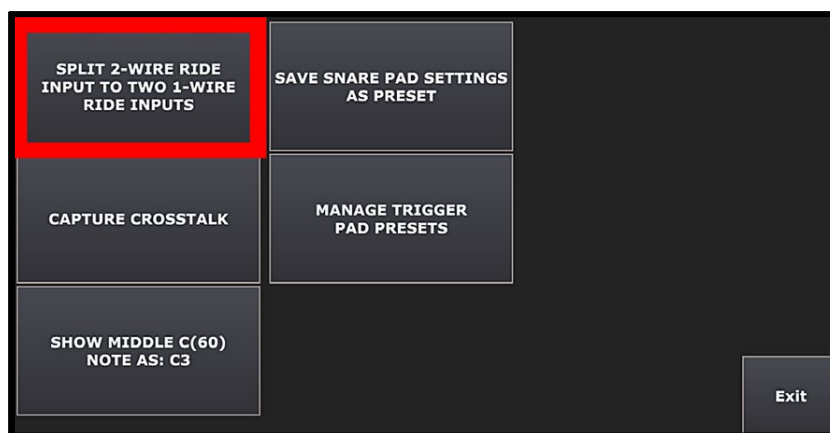 SPLIT 2-WIRE RIDE
INPUT TO TWO 1-WIRE
RIDE INPUTS
SAVE SNARE PAD SETTINGS
AS PRESET
CAPTURE CROSSTALK
MANAGE TRIGGER
PAD PRESETS
SHOW MIDDLE C(60)
NOTE AS: C3
Exit